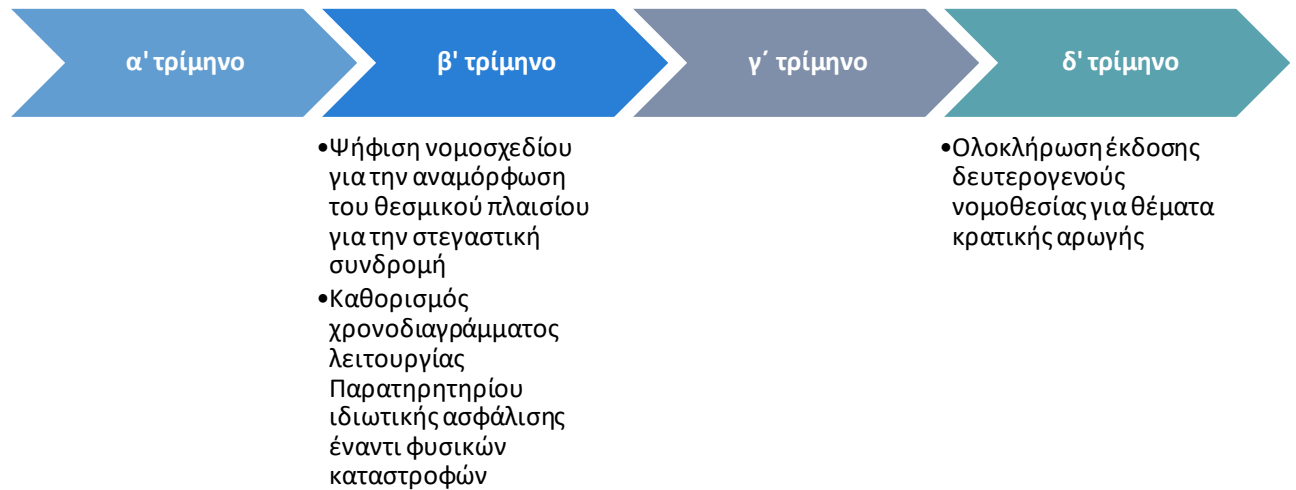 α' τρίμηνο
β' τρίμηνο
γ΄ τρίμηνο
δ' τρίμηνο
•Ψήφιση νομοσχεδίου
για την αναμόρφωση
του θεσμικού πλαισίου
για την στεγαστική
συνδρομή
•Καθορισμός
χρονοδιαγράμματος
λειτουργίας
Παρατηρητηρίου
ιδιωτικής ασφάλισης
έναντι φυσικών
καταστροφών
•Ολοκλήρωση έκδοσης
δευτερογενούς
νομοθεσίας για θέματα
κρατικής αρωγής